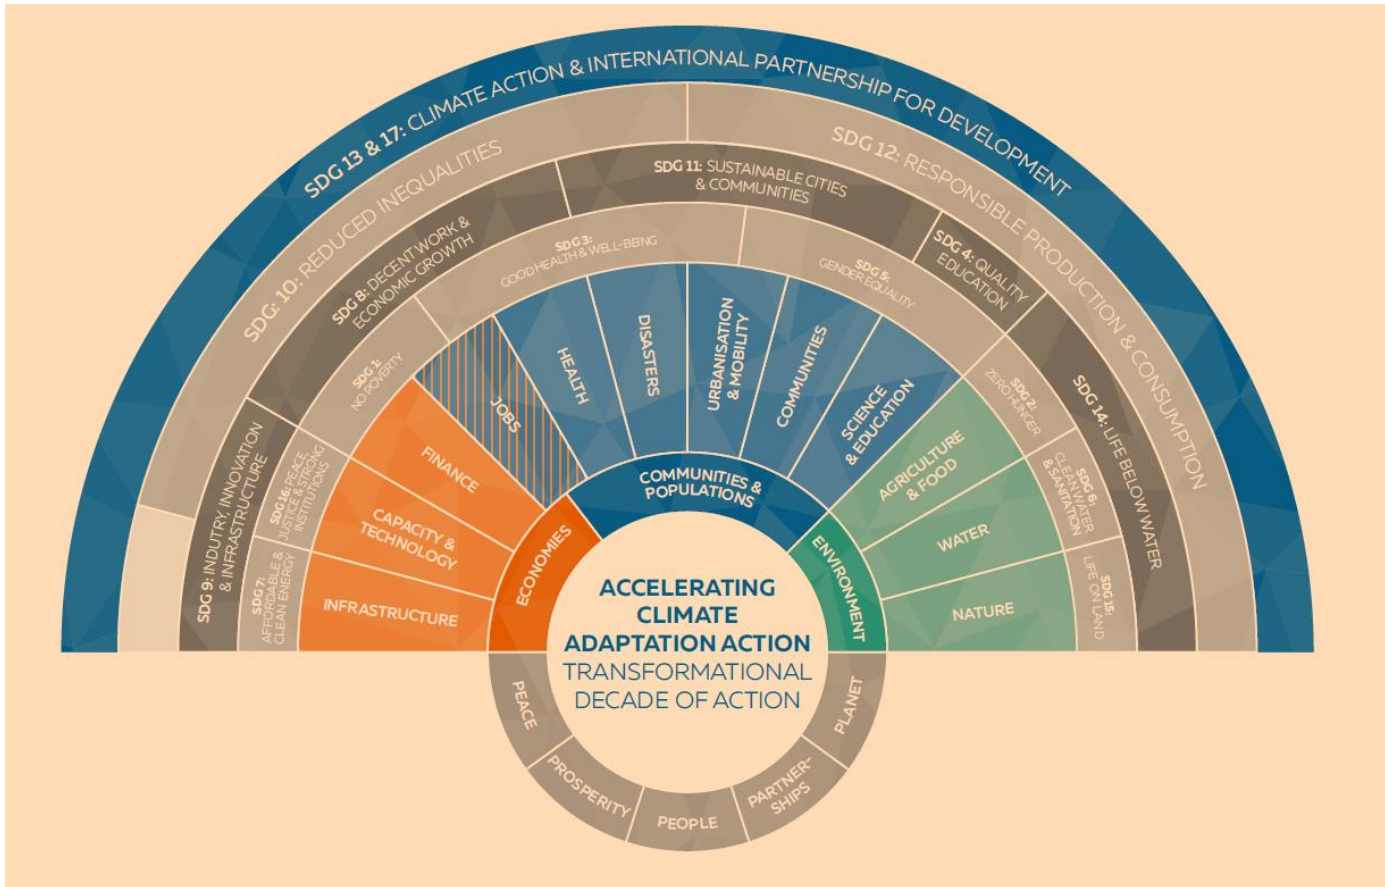 SDG 13 & 17: CLIMATE ACTION & INTERNATIONAL PARTNERSHIP FOR DEVELOPMENT
SDG: 10: REDUCED INEQUALITIES
SDG 12: RESPONSIBLE PRODUCTION & CONSUMPTION
SDG 9: INDUTRY, INNOVATION
& INFRASTRUCTURE
SDG 8: DECENT WORK &
ECONOMIC GROWTH
SDG 11: SUSTAINABLE CITIES
& COMMUNITIES
SDG 4: QUALITY
EDUCATION
SDG 14: LIFE BELOW WATER
SDG 7:
AFFORDABLE &
CLEAN ENERGY
SDG 16: PEACE,
JUSTICE & STRONG
INSTITUTIONS
SDG 1:
NO POVERTY
SDG 3:
GOOD HEALTH & WELL-BEING
SDG 5:
GENDER EQUALITY
SDG 2:
ZERO HUNGER
SDG 6:
CLEAN WATER
& SANITATION
SDG 15:
LIFE ON LAND
INFRASTRUCTURE
CAPACITY &
TECHNOLOGY
FINANCE
JOBS
HEALTH
DISASTERS
URBANISATION
& MOBILITY
COMMUNITIES
SCIENCE
& EDUCATION
AGRICULTURE
& FOOD
WATER
NATURE
ECONOMIES
COMMUNITIES &
POPULATIONS
ENVIRONMENT
ACCELERATING
CLIMATE
ADAPTATION ACTION
TRANSFORMATIONAL
DECADE OF ACTION
PEACE
PROSPERITY
PEOPLE
PARTNER-
SHIPS
PLANET